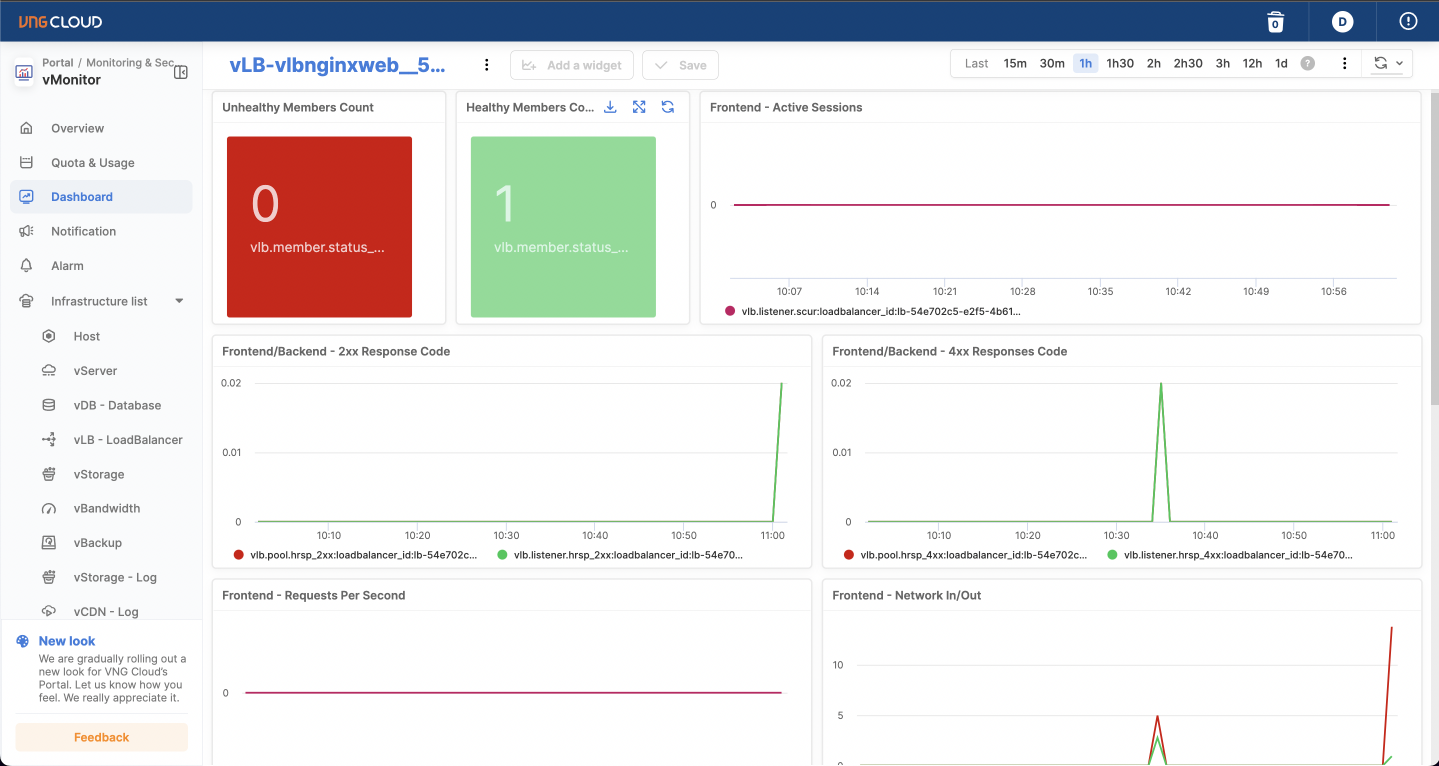 VNG CLOUD
0
D
Portal / Monitoring & Sec
vMonitor
Overview
Quota & Usage
Dashboard
Notification
Alarm
Infrastructure list
Host
vServer
vDB - Database
vLB - LoadBalancer
vStorage
vBandwidth
vBackup
vStorage - Log
vCDN - Log
New look
We are gradually rolling out a
new look for VNG Cloud's
Portal. Let us know how you
feel. We really appreciate it.
Feedback
vLB-vlbnginxweb__5...
Add a widget
Save
Last 15m 30m 1h 1h30 2h 2h30 3h 12h 1d ?
Unhealthy Members Count
0
vlb.member.status_...
Healthy Members Co...
1
vlb.member.status_...
Frontend - Active Sessions
0
10:07 10:14 10:21 10:28 10:35 10:42 10:49 10:56
vlb.listener.scur:loadbalancer_id:lb-54e702c5-e2f5-4b61...
Frontend/Backend - 2xx Response Code
0.02
0.01
0
10:10 10:20 10:30 10:40 10:50 11:00
vlb.pool.hrsp_2xx:loadbalancer_id:lb-54e702c... vlb.listener.hrsp_2xx:loadbalancer_id:lb-54e70...
Frontend/Backend - 4xx Responses Code
0.02
0.01
0
10:10 10:20 10:30 10:40 10:50 11:00
vlb.pool.hrsp_4xx:loadbalancer_id:lb-54e702c... vlb.listener.hrsp_4xx:loadbalancer_id:lb-54e70...
Frontend - Requests Per Second
0
Frontend - Network In/Out
10
5
0